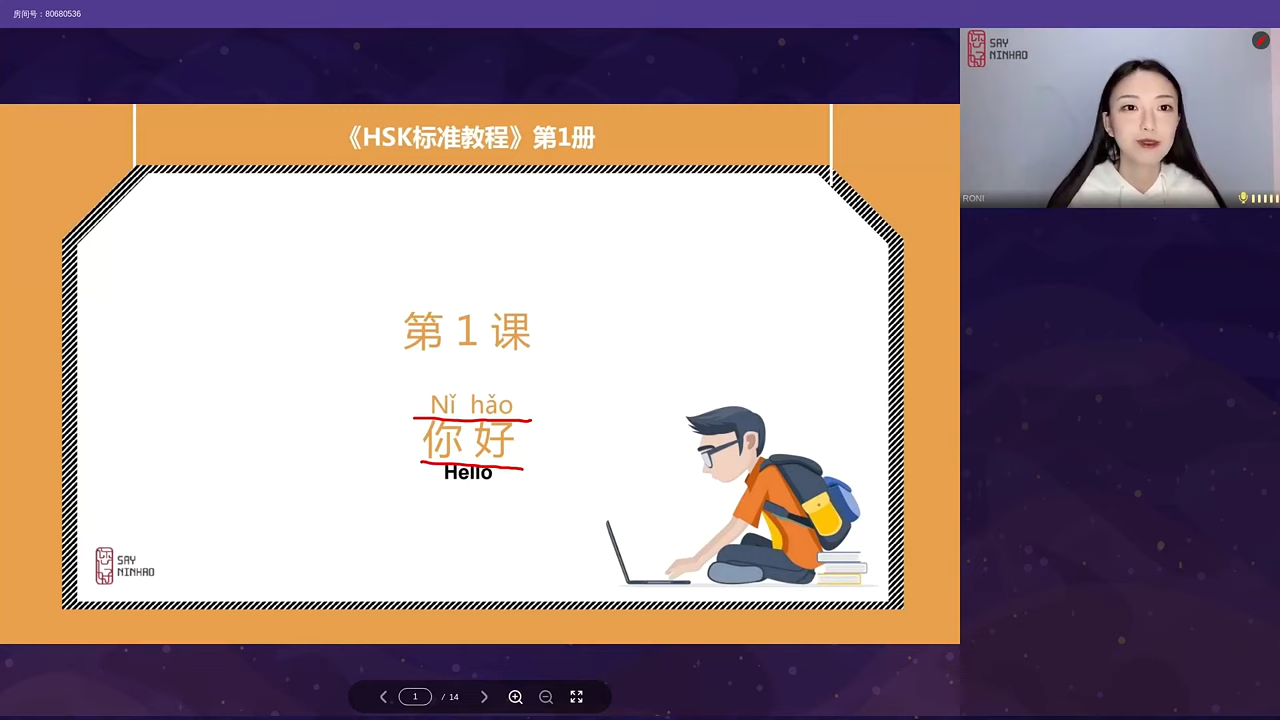 房间号：80680536
SAY
NINHAO
《HSK标准教程》第1册
RONI
第 1 课
Nǐ hǎo
你 好
Hello
SAY
NINHAO
1 / 14